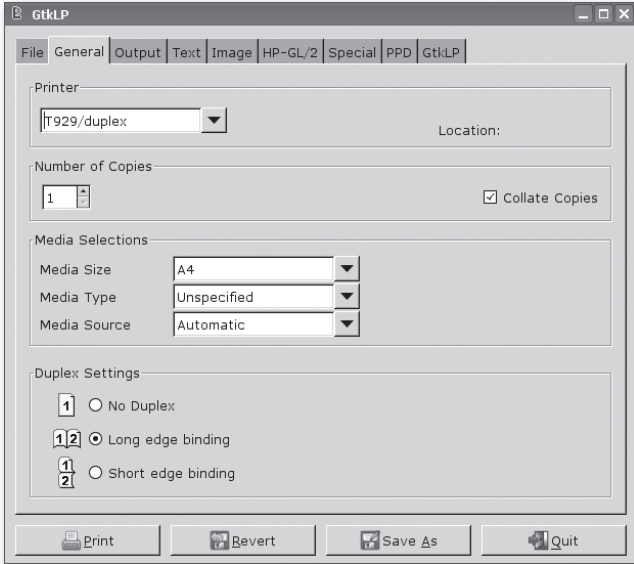 GtkLP
File General Output Text Image HP-GL/2 Special PPD GtkLP
Printer
T929/duplex
Location:
Number of Copies
1
Collate Copies
Media Selections
Media Size A4
Media Type Unspecified
Media Source Automatic
Duplex Settings
1 No Duplex
1 2 Long edge binding
1
2 Short edge binding
Print Revert Save As Quit